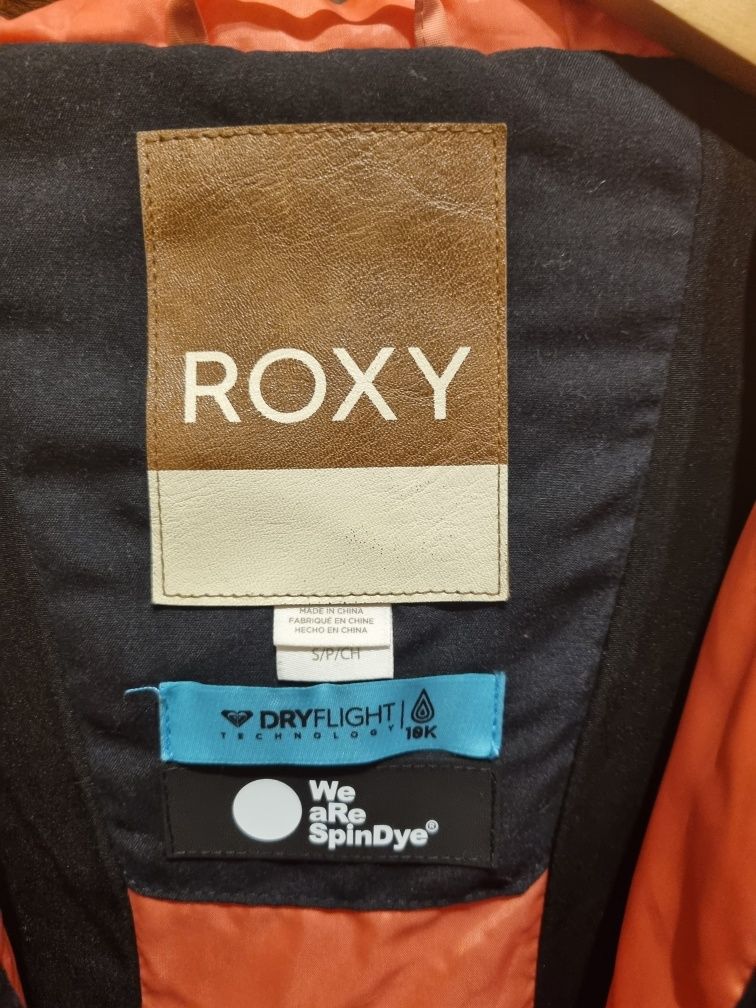 ROXY
MADE IN CHINA
FABRIQUÉ EN CHINE
HECHO EN CHINA
S/P/CH
DRYFLIGHT
TECHNOLOGY
10K
We
aRe
SpinDye®